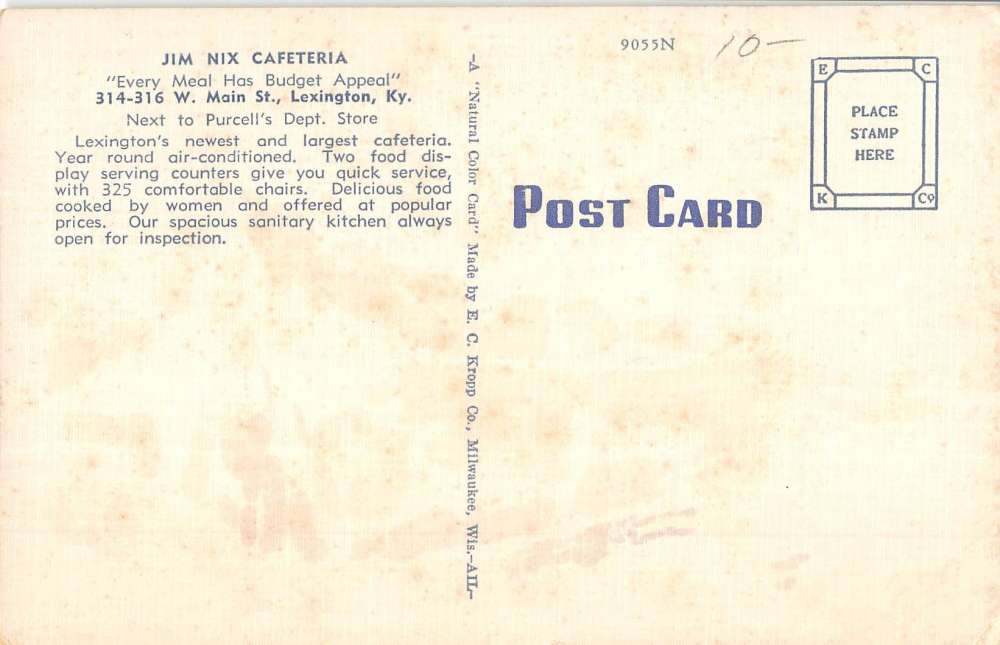 JIM NIX CAFETERIA
"Every Meal Has Budget Appeal"
314-316 W. Main St., Lexington, Ky.
Next to Purcell's Dept. Store
Lexington's newest and largest cafeteria.
Year round air-conditioned. Two food dis-
play serving counters give you quick service,
with 325 comfortable chairs. Delicious food
cooked by women and offered at popular
prices. Our spacious sanitary kitchen always
open for inspection.
-A "Natural Color Card" Made by E. C. Kropp Co., Milwaukee, Wis.-AIL-
9055N
10-
POST CARD
E C
PLACE
STAMP
HERE
K Co